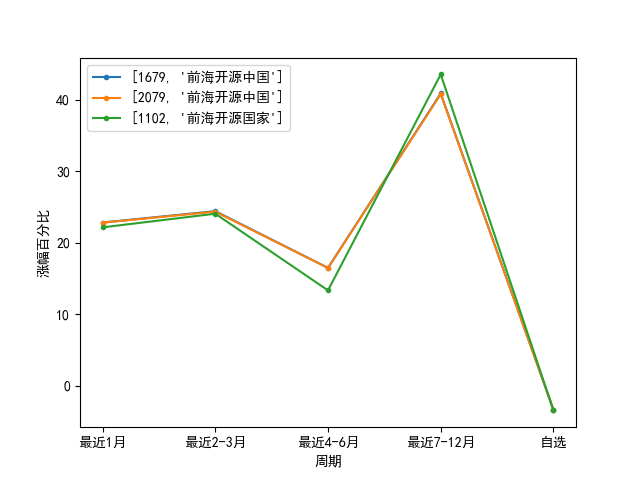 [1679, '前海开源中国']
[2079, '前海开源中国']
[1102, '前海开源国家']
涨幅百分比
40
30
20
10
0
最近1月
最近2-3月
最近4-6月
最近7-12月
自选
周期